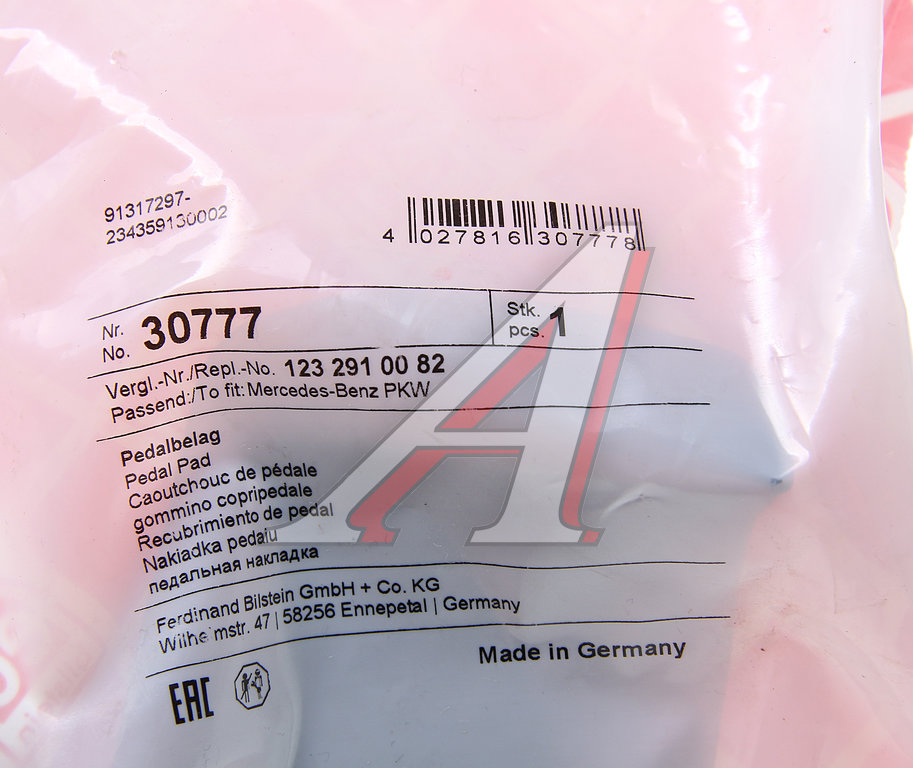 91317297-
234359130002
4 027816 307778
Nr.
No. 30777
Stk.
pcs. 1
Vergl.-Nr./Repl.-No. 123 291 00 82
Passend:/To fit: Mercedes-Benz PKW
Pedalbelag
Pedal Pad
Caoutchouc de pédale
gommino copripedale
Recubrimiento de pedal
Nakładka pedału
педальная накладка
Ferdinand Bilstein GmbH + Co. KG
Wilhelmstr. 47 | 58256 Ennepetal | Germany
Made in Germany
EAC
A